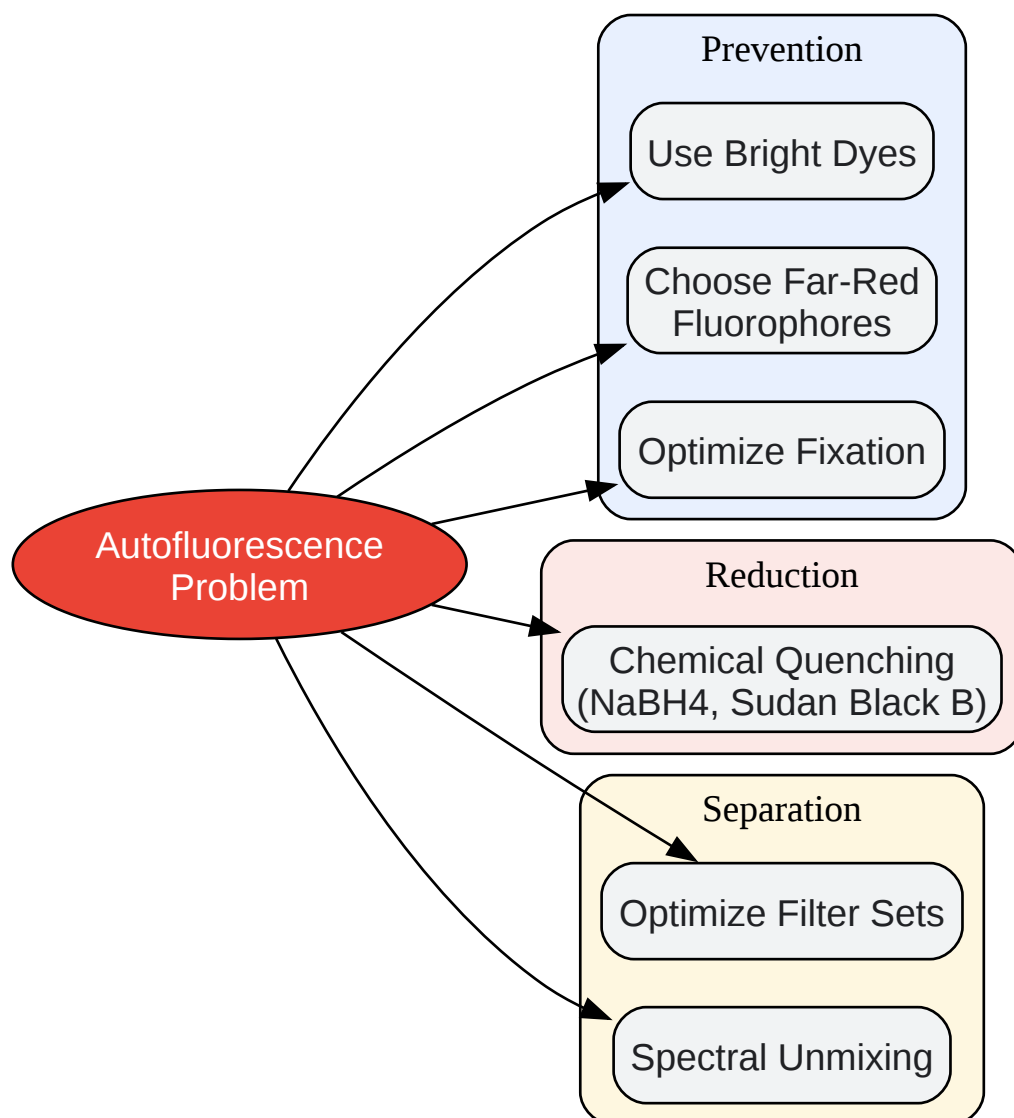 Prevention
Use Bright Dyes
Choose Far-Red
Fluorophores
Optimize Fixation
Autofluorescence
Problem
Reduction
Chemical Quenching
(NaBH4, Sudan Black B)
Separation
Optimize Filter Sets
Spectral Unmixing